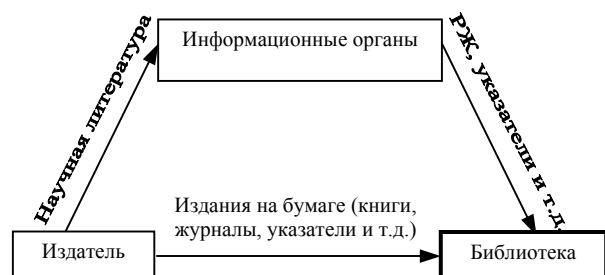 Информационные органы
Научная литература
РЖ, указатели и т.д.
Издания на бумаге (книги,
журналы, указатели и т.д.)
Издатель
Библиотека